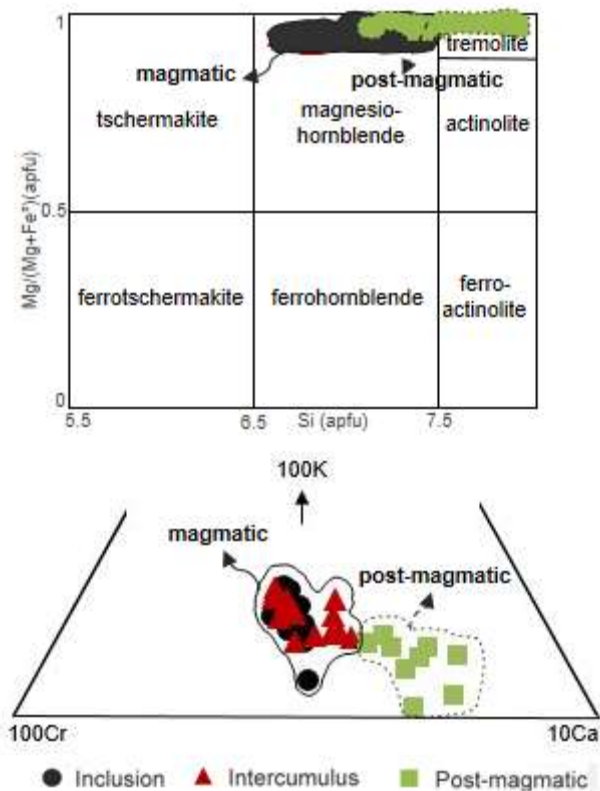 1
magmatic
post-magmatic
tremolite
tschermakite
magnesio-
hornblende
actinolite
0.5
Mg/(Mg+Fe²)(apfu)
ferrotschermakite
ferrohornblende
ferro-
actinolite
0
5.5
6.5
Si (apfu)
7.5
100K
magmatic
post-magmatic
100Cr
10Ca
Inclusion
Intercumulus
Post-magmatic